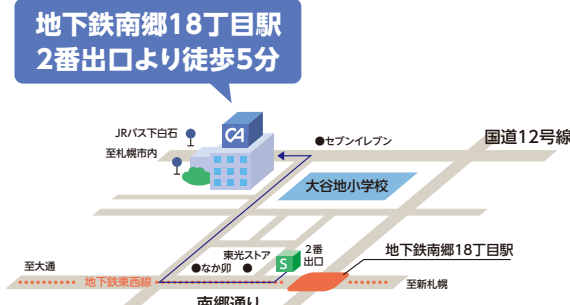 地下鉄南郷18丁目駅
2番出口より徒歩5分
JRバス下白石
CA
●セブンイレブン
国道12号線
至札幌市内
大谷地小学校
東光ストア
●なか卯
●
S
2番
出口
地下鉄南郷18丁目駅
至大通
地下鉄東西線
至新札幌
南郷通り